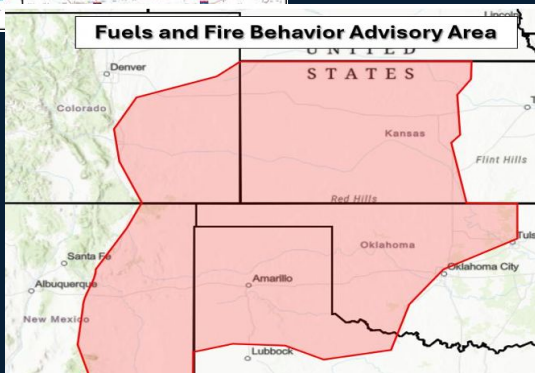 Fuels and Fire Behavior Advisory Area
Lincoln
UNITED
STATES
Denver
Colorado
Kansas
Flint Hills
Red Hills
Santa Fe
Oklahoma
Tuls
Oklahoma City
Albuquerque
Amarillo
New Mexico
Lubbock